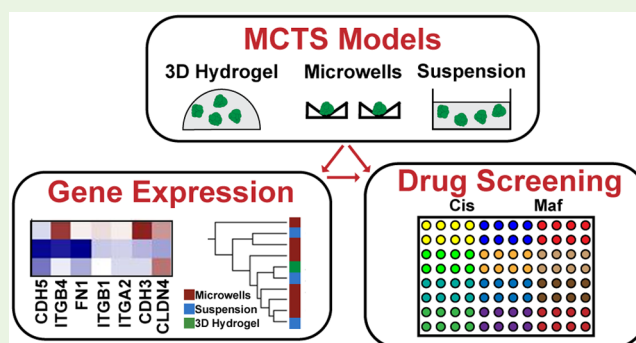 MCTS Models
3D Hydrogel Microwells Suspension
Gene Expression
CDH5
ITGB4
FN1
ITGB1
ITGA2
CDH3
CLDN4
Microwells
Suspension
3D Hydrogel
Drug Screening
Cis Maf